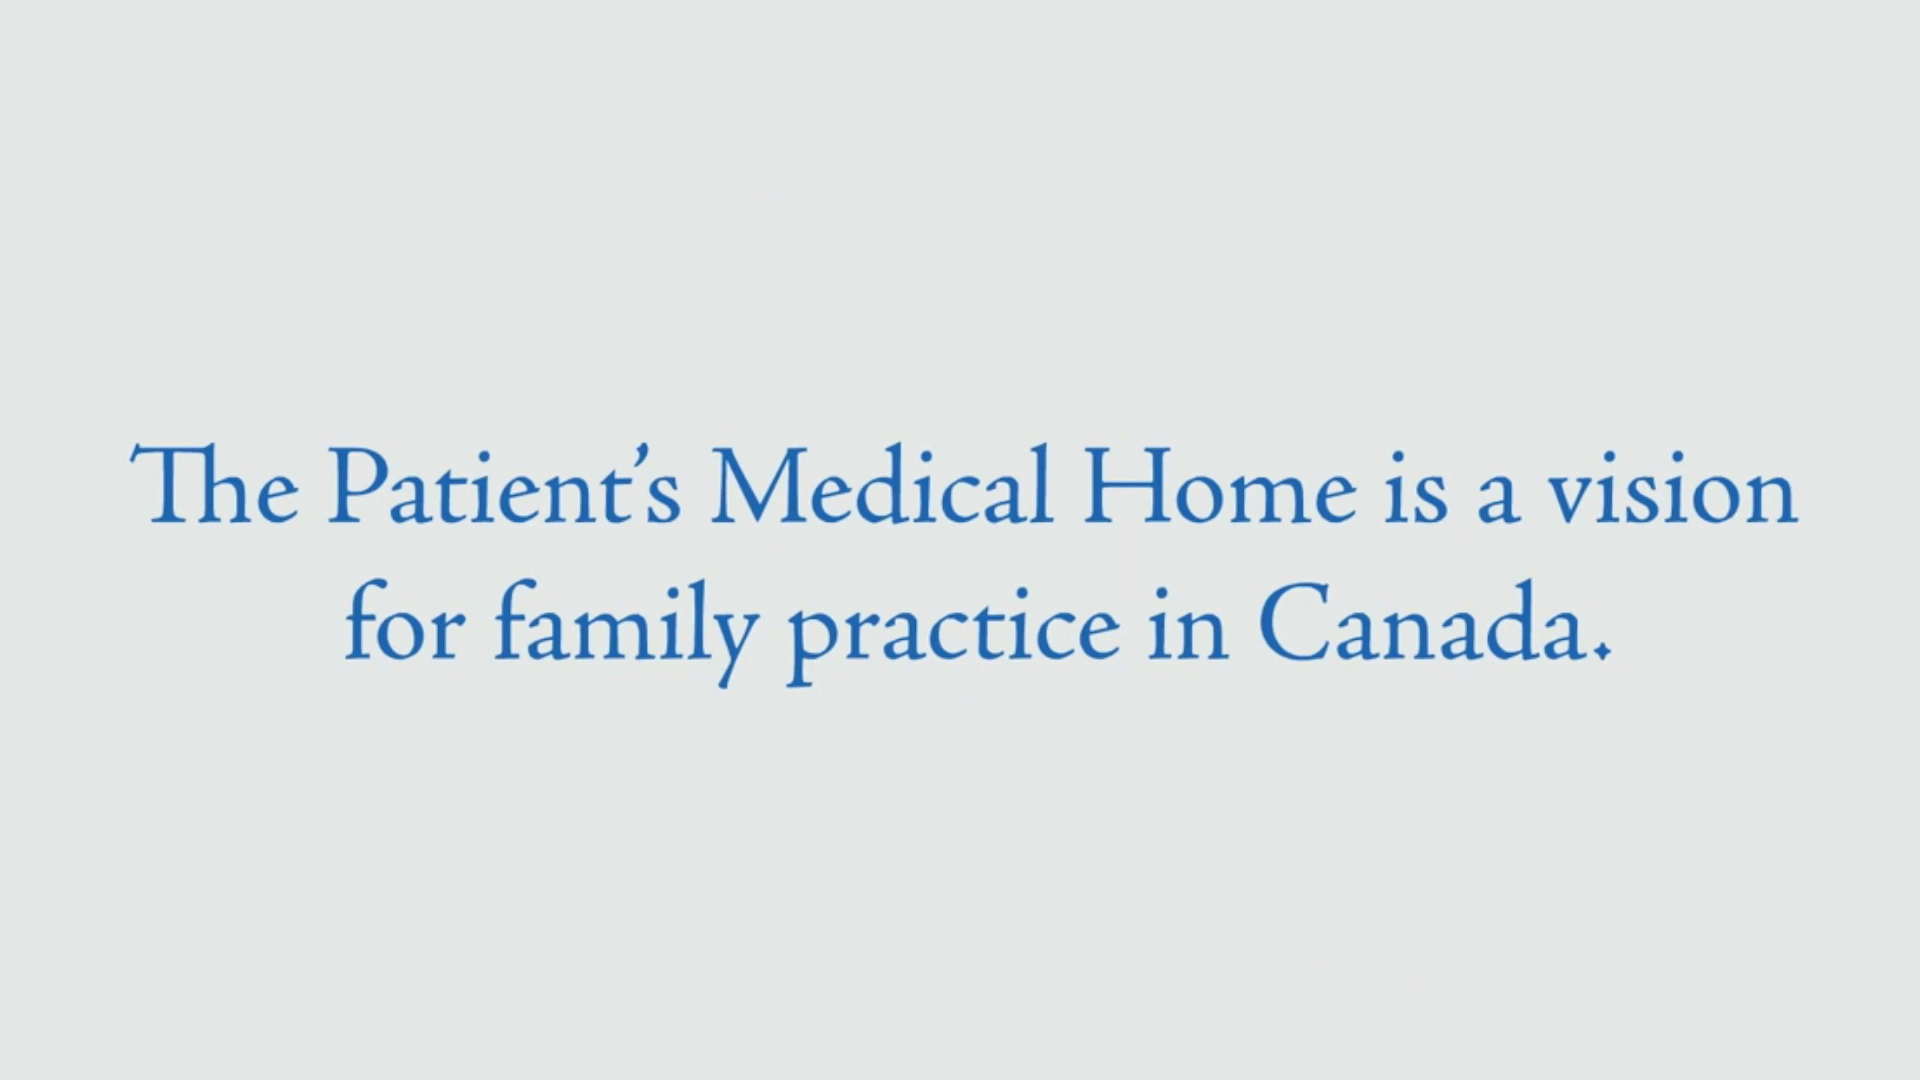 The Patient’s Medical Home is a vision
for family practice in Canada.